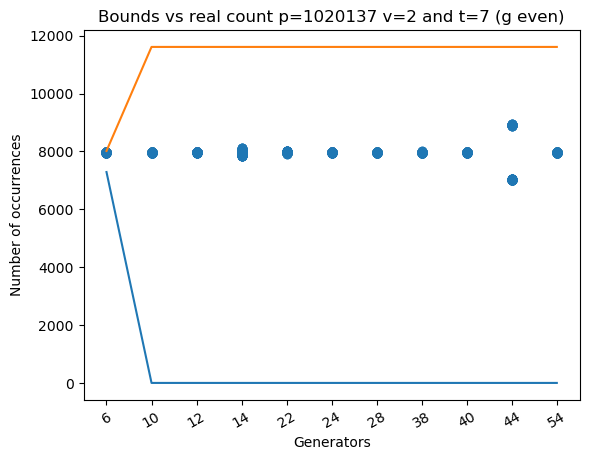 Bounds vs real count p=1020137 v=2 and t=7 (g even)
12000
10000
8000
6000
4000
2000
0
Number of occurrences
6 10 12 14 22 24 28 38 40 44 54
Generators